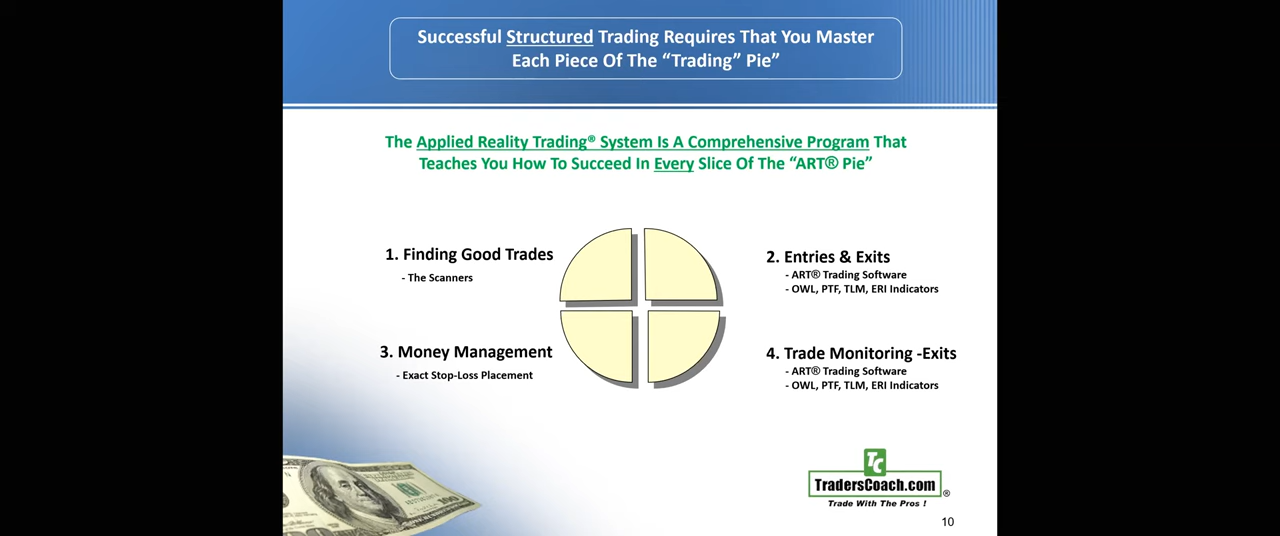 Successful Structured Trading Requires That You Master
Each Piece Of The “Trading” Pie”
The Applied Reality Trading® System Is A Comprehensive Program That
Teaches You How To Succeed In Every Slice Of The “ART® Pie”
1. Finding Good Trades
- The Scanners
2. Entries & Exits
- ART® Trading Software
- OWL, PTF, TLM, ERI Indicators
3. Money Management
- Exact Stop-Loss Placement
4. Trade Monitoring -Exits
- ART® Trading Software
- OWL, PTF, TLM, ERI Indicators
100
TC
TradersCoach.com®
Trade With The Pros !
10